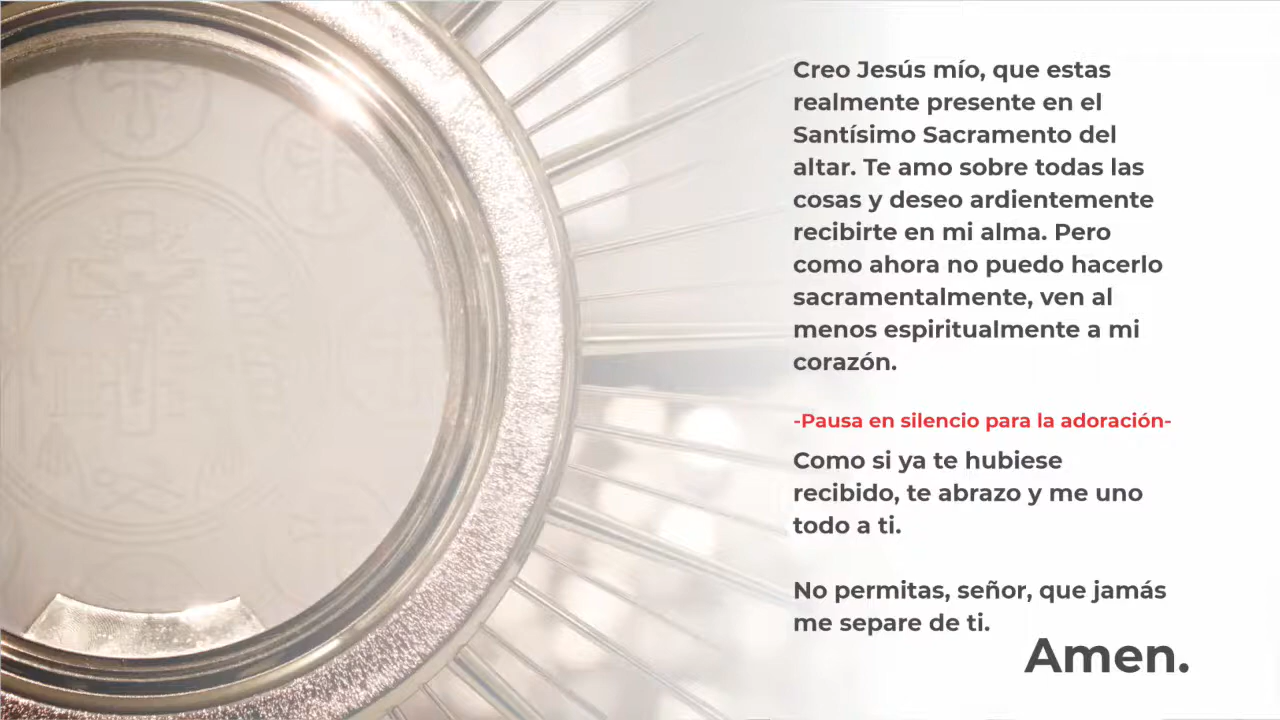 Creo Jesús mío, que estas
realmente presente en el
Santísimo Sacramento del
altar. Te amo sobre todas las
cosas y deseo ardientemente
recibirte en mi alma. Pero
como ahora no puedo hacerlo
sacramentalmente, ven al
menos espiritualmente a mi
corazón.
-Pausa en silencio para la adoración-
Como si ya te hubiese
recibido, te abrazo y me uno
todo a ti.
No permitas, señor, que jamás
me separe de ti.
Amen.